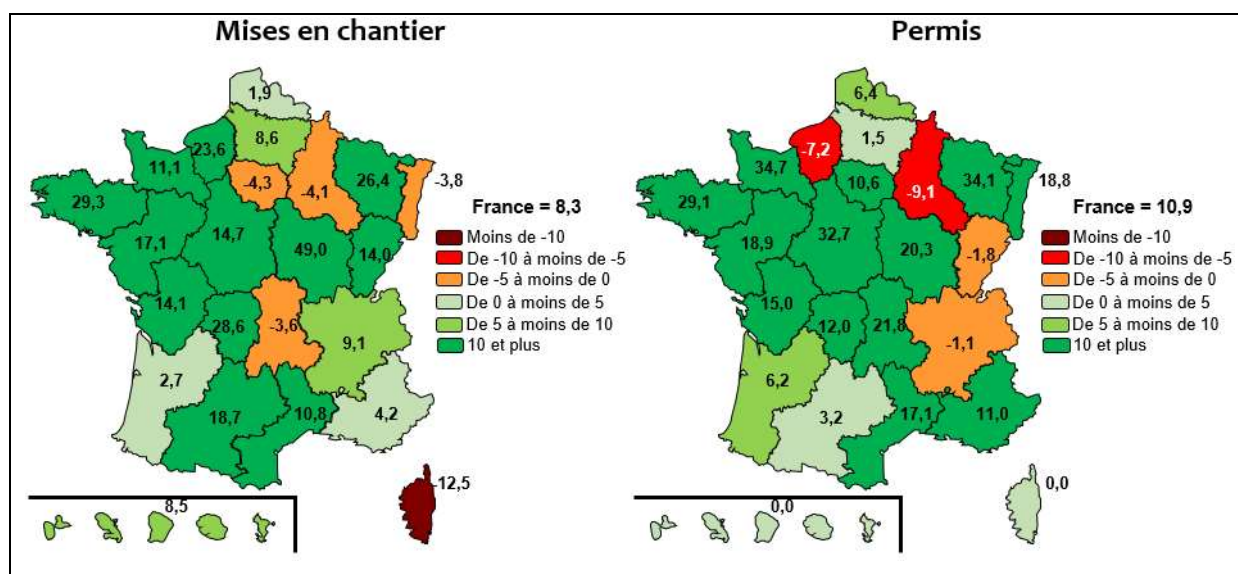 Mises en chantier
1,9
8,6
23,6
11,1
-4,3
-4,1
26,4
-3,8
29,3
17,1
14,7
49,0
14,0
14,1
28,6
-3,6
9,1
2,7
18,7
10,8
4,2
-12,5
8,5
France = 8,3
Moins de -10
De -10 à moins de -5
De -5 à moins de 0
De 0 à moins de 5
De 5 à moins de 10
10 et plus
Permis
6,4
1,5
-7,2
34,7
10,6
-9,1
34,1
18,8
29,1
18,9
32,7
20,3
-1,8
15,0
12,0
21,8
-1,1
6,2
3,2
17,1
11,0
0,0
0,0
France = 10,9
Moins de -10
De -10 à moins de -5
De -5 à moins de 0
De 0 à moins de 5
De 5 à moins de 10
10 et plus